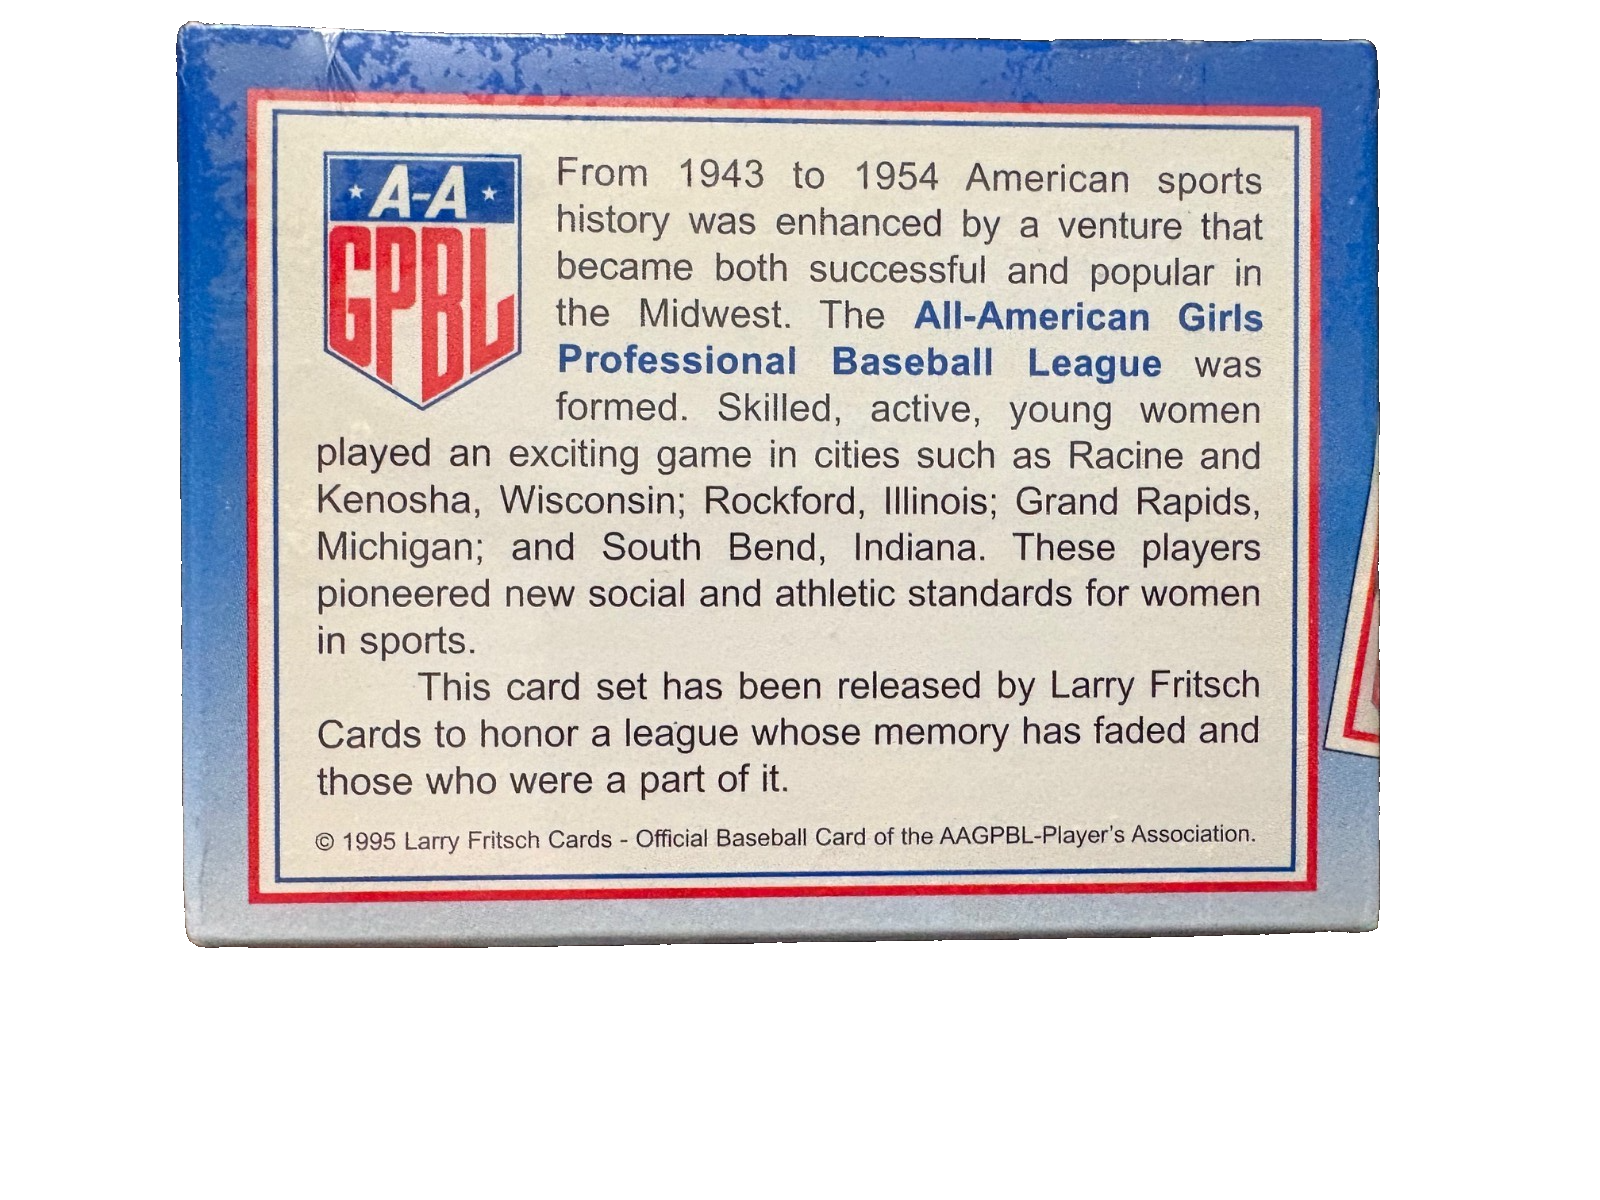 A-A
GPBL
From 1943 to 1954 American sports
history was enhanced by a venture that
became both successful and popular in
the Midwest. The All-American Girls
Professional Baseball League was
formed. Skilled, active, young women
played an exciting game in cities such as Racine and
Kenosha, Wisconsin; Rockford, Illinois; Grand Rapids,
Michigan; and South Bend, Indiana. These players
pioneered new social and athletic standards for women
in sports.
This card set has been released by Larry Fritsch
Cards to honor a league whose memory has faded and
those who were a part of it.
© 1995 Larry Fritsch Cards - Official Baseball Card of the AAGPBL-Player's Association.